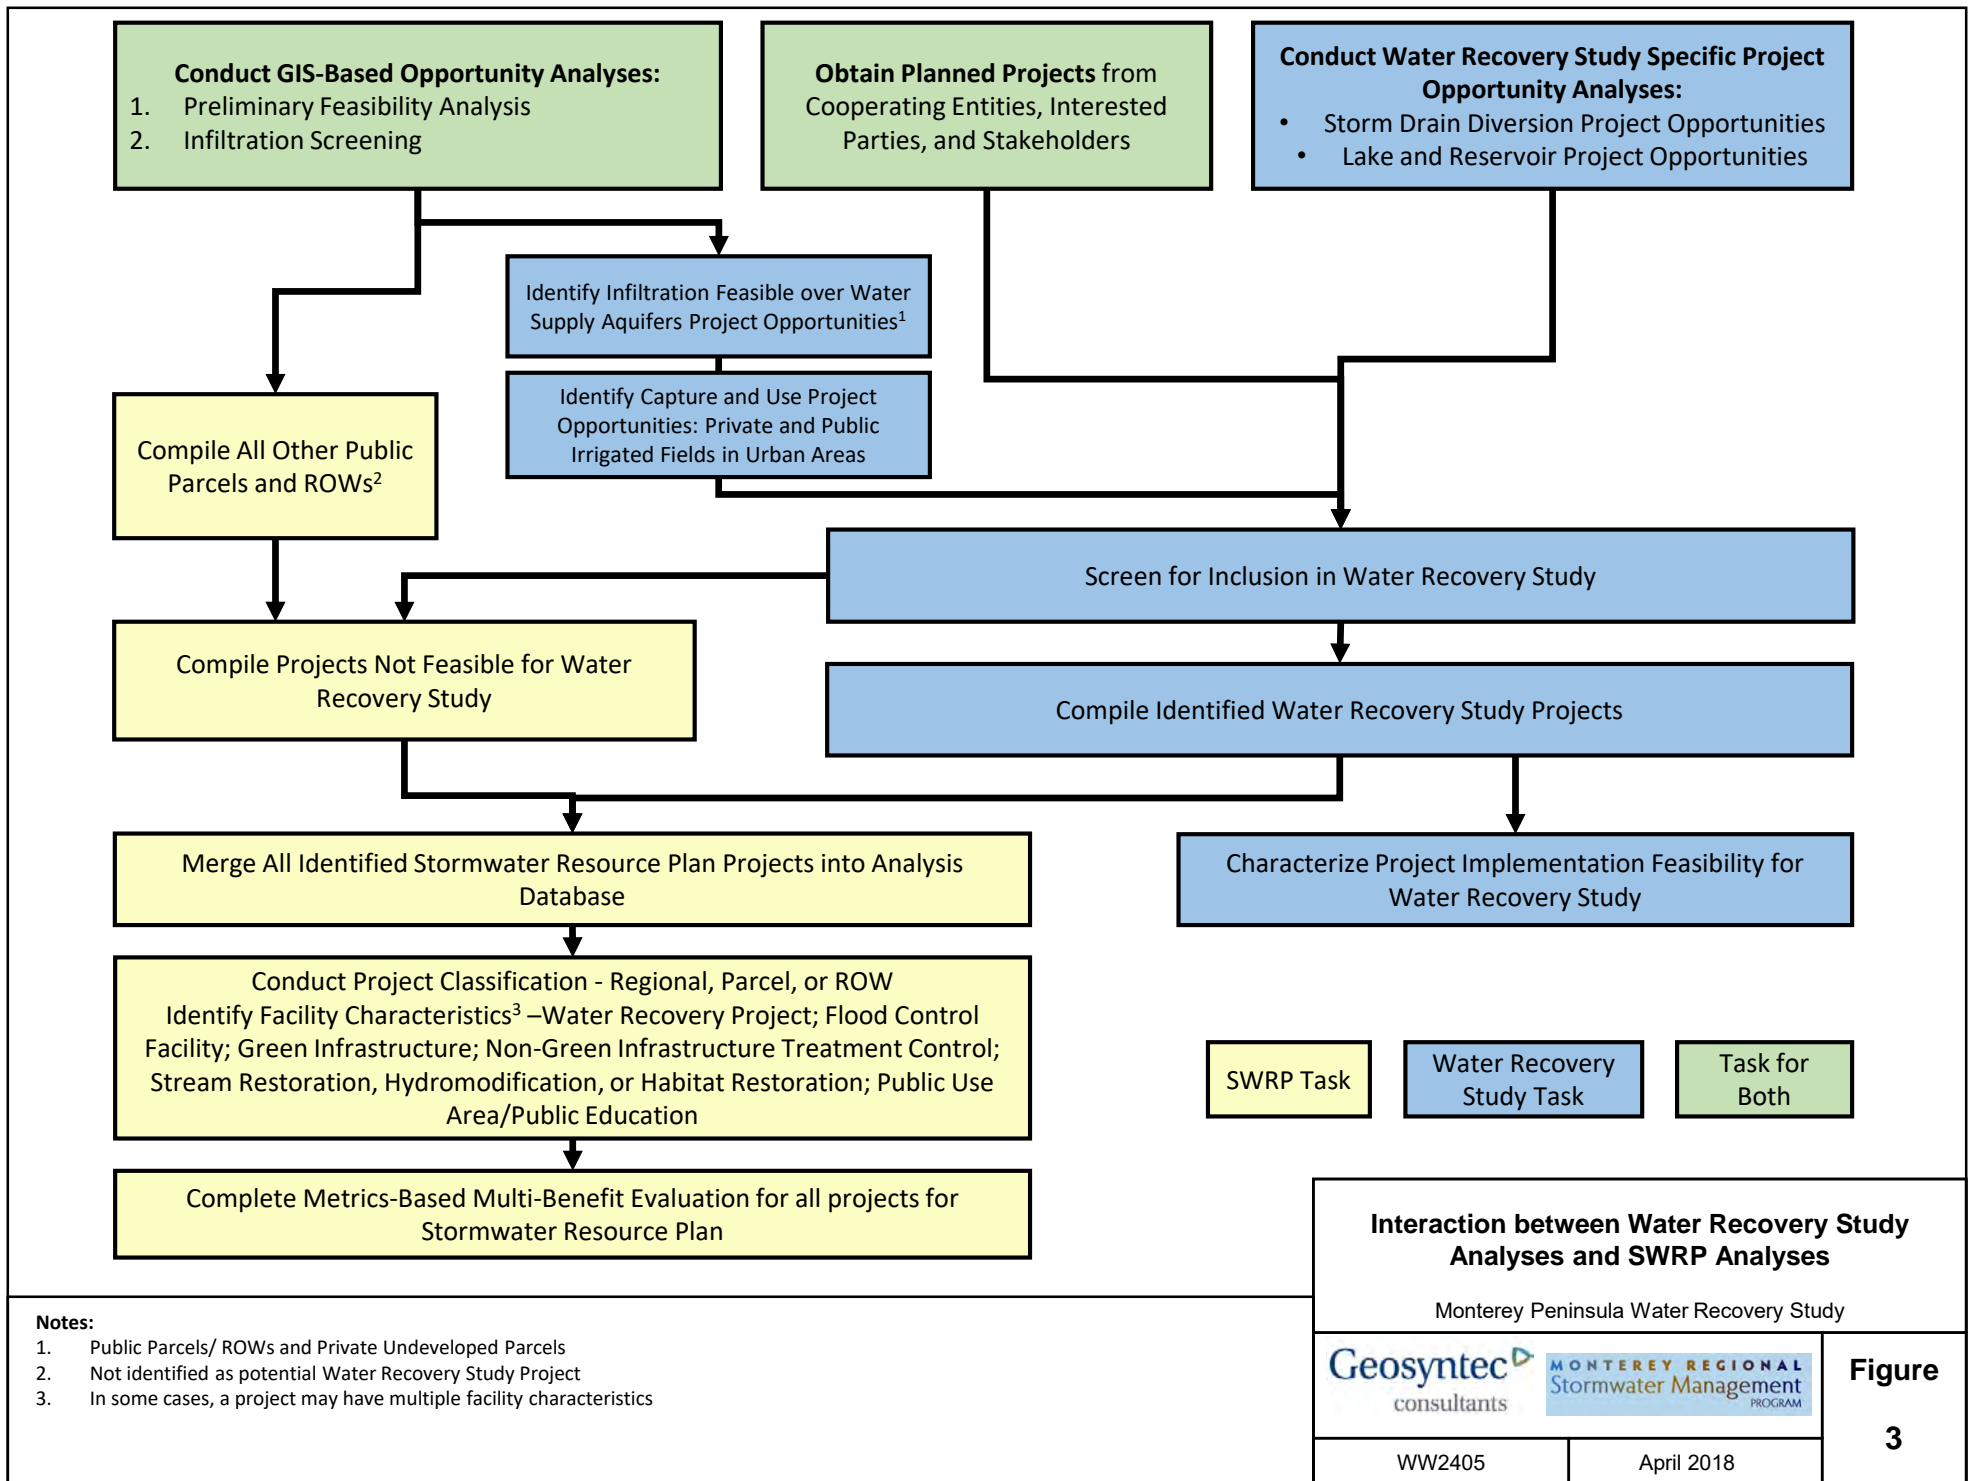 Conduct GIS-Based Opportunity Analyses:
1. Preliminary Feasibility Analysis
2. Infiltration Screening
Obtain Planned Projects from
Cooperating Entities, Interested
Parties, and Stakeholders
Conduct Water Recovery Study Specific Project
Opportunity Analyses:
• Storm Drain Diversion Project Opportunities
• Lake and Reservoir Project Opportunities
Identify Infiltration Feasible over Water
Supply Aquifers Project Opportunities1
Identify Capture and Use Project
Opportunities: Private and Public
Irrigated Fields in Urban Areas
Compile All Other Public
Parcels and ROWs2
Screen for Inclusion in Water Recovery Study
Compile Projects Not Feasible for Water
Recovery Study
Compile Identified Water Recovery Study Projects
Merge All Identified Stormwater Resource Plan Projects into Analysis
Database
Characterize Project Implementation Feasibility for
Water Recovery Study
Conduct Project Classification - Regional, Parcel, or ROW
Identify Facility Characteristics3 –Water Recovery Project; Flood Control
Facility; Green Infrastructure; Non-Green Infrastructure Treatment Control;
Stream Restoration, Hydromodification, or Habitat Restoration; Public Use
Area/Public Education
SWRP Task
Water Recovery
Study Task
Task for
Both
Complete Metrics-Based Multi-Benefit Evaluation for all projects for
Stormwater Resource Plan
Interaction between Water Recovery Study
Analyses and SWRP Analyses
Monterey Peninsula Water Recovery Study
Notes:
1. Public Parcels/ ROWs and Private Undeveloped Parcels
2. Not identified as potential Water Recovery Study Project
3. In some cases, a project may have multiple facility characteristics
Geosyntec
consultants
MONTEREY REGIONAL
Stormwater Management
PROGRAM
Figure
3
WW2405
April 2018